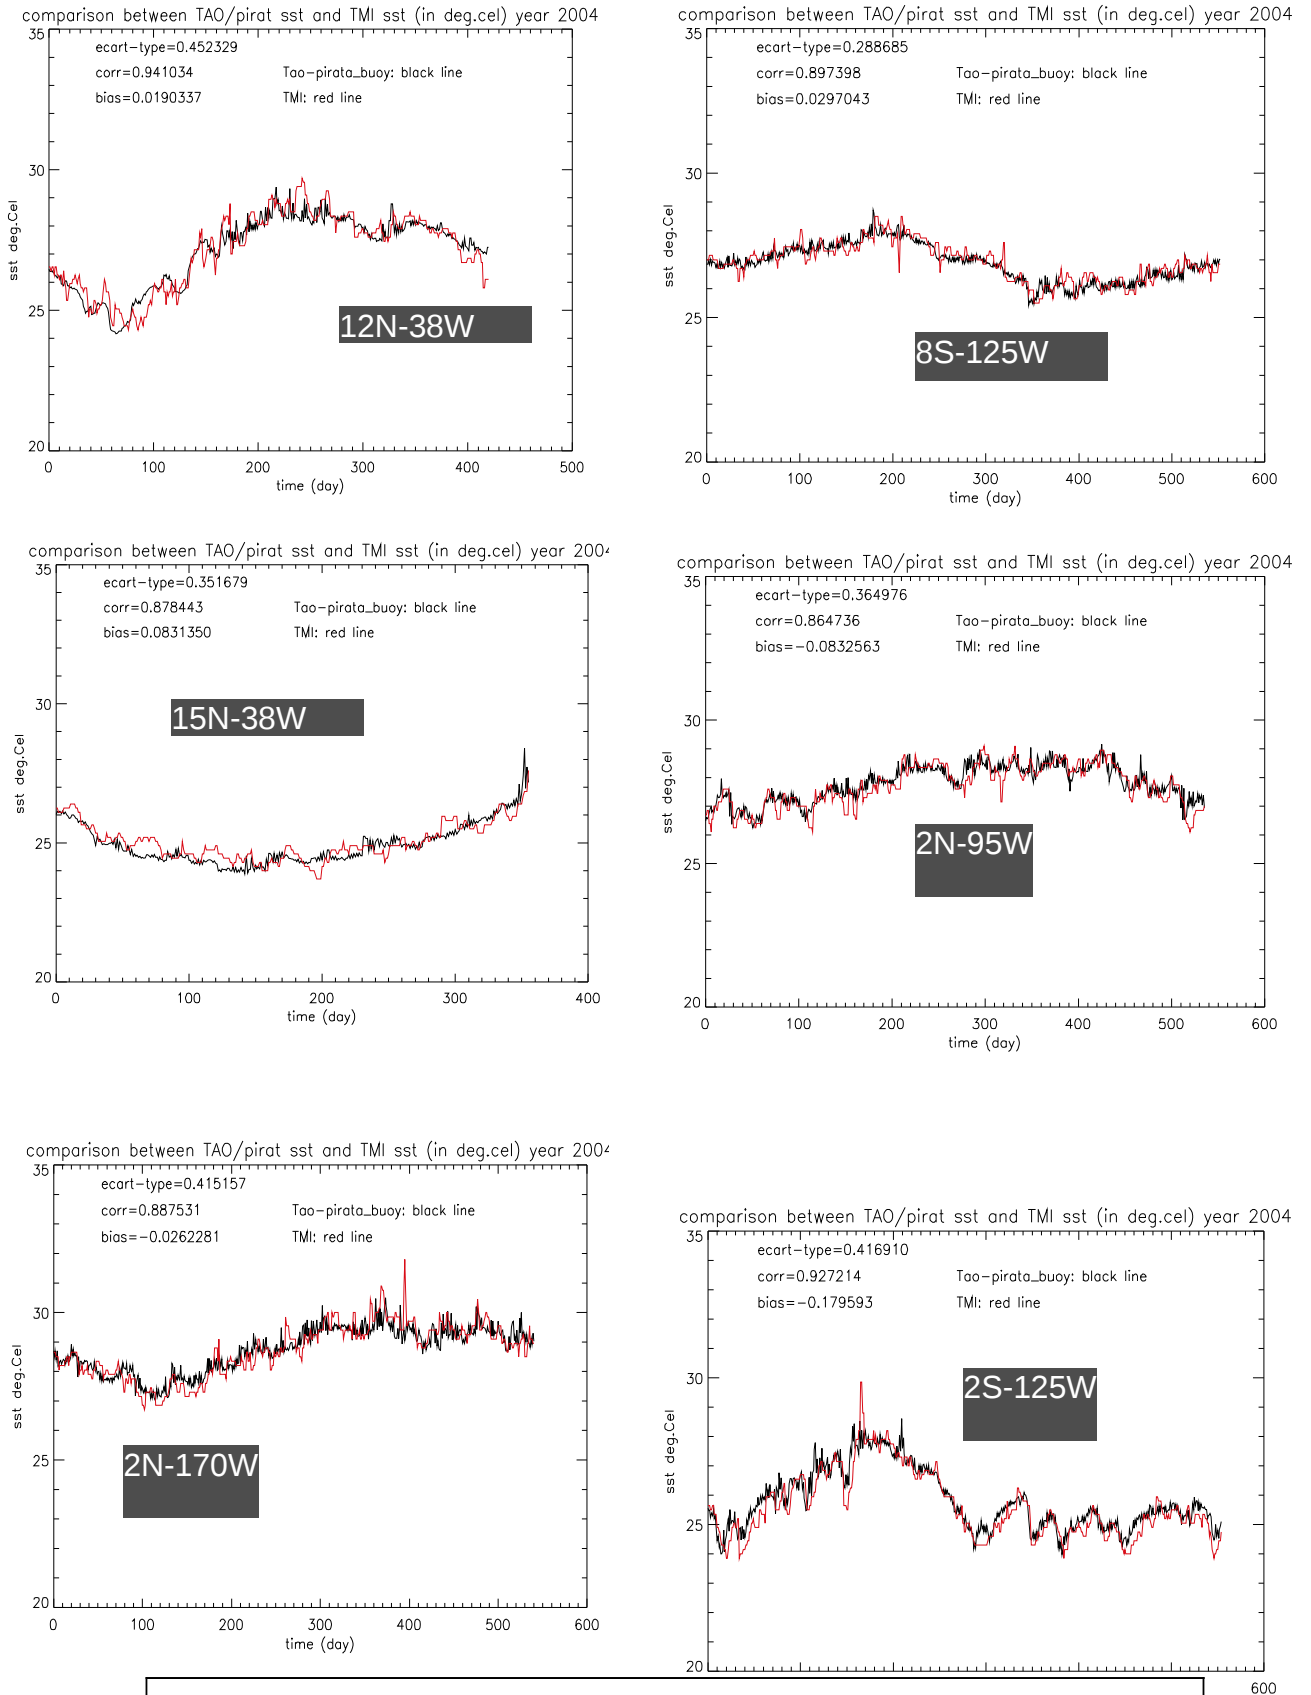 comparison between TAO/pirat sst and TMI sst (in deg.cel) year 2004
35
ecart-type=0.452329
corr=0.941034 Tao-pirata_buoy: black line
bias=0.0190337 TMI: red line
30
sst deg.Cel
25
12N-38W
20
0 100 200 300 400 500
time (day)
comparison between TAO/pirat sst and TMI sst (in deg.cel) year 2004
35
ecart-type=0.288685
corr=0.897398 Tao-pirata_buoy: black line
bias=0.0297043 TMI: red line
30
sst deg.Cel
25
8S-125W
20
0 100 200 300 400 500 600
time (day)
comparison between TAO/pirat sst and TMI sst (in deg.cel) year 2004
35
ecart-type=0.351679
corr=0.878443 Tao-pirata_buoy: black line
bias=0.0831350 TMI: red line
30
15N-38W
sst deg.Cel
25
20
0 100 200 300 400
time (day)
comparison between TAO/pirat sst and TMI sst (in deg.cel) year 2004
35
ecart-type=0.364976
corr=0.864736 Tao-pirata_buoy: black line
bias=-0.0832563 TMI: red line
30
sst deg.Cel
2N-95W
25
20
0 100 200 300 400 500 600
time (day)
comparison between TAO/pirat sst and TMI sst (in deg.cel) year 2004
35
ecart-type=0.415157
corr=0.887531 Tao-pirata_buoy: black line
bias=-0.0262281 TMI: red line
30
sst deg.Cel
25
2N-170W
20
0 100 200 300 400 500 600
time (day)
comparison between TAO/pirat sst and TMI sst (in deg.cel) year 2004
35
ecart-type=0.416910
corr=0.927214 Tao-pirata_buoy: black line
bias=-0.179593 TMI: red line
30
2S-125W
sst deg.Cel
25
20
600